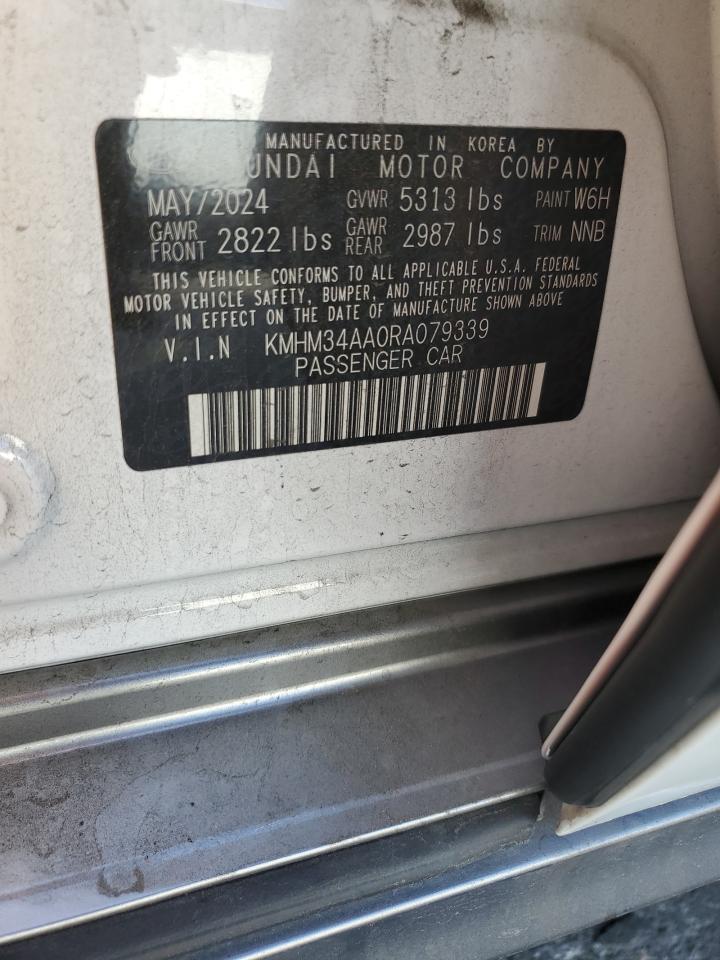 MANUFACTURED IN KOREA BY
UNDAI MOTOR COMPANY
MAY/2024 GVWR 5313 lbs PAINT W6H
GAWR FRONT 2822 lbs GAWR REAR 2987 lbs TRIM NNB
THIS VEHICLE CONFORMS TO ALL APPLICABLE U.S.A. FEDERAL
MOTOR VEHICLE SAFETY, BUMPER, AND THEFT PREVENTION STANDARDS
IN EFFECT ON THE DATE OF MANUFACTURE SHOWN ABOVE
V.I.N KMHM34AA0RA079339
PASSENGER CAR